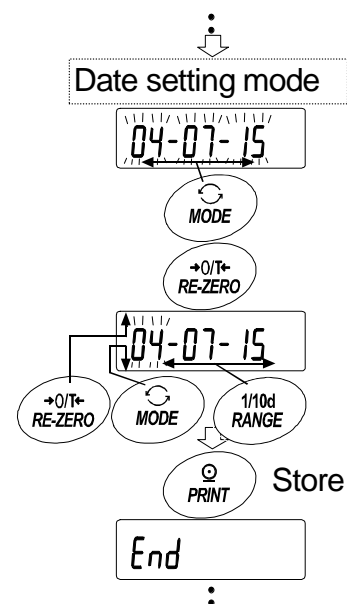 Date setting mode
04-07-15
MODE
→0/T←
RE-ZERO
04-07-15
→0/T←
RE-ZERO
MODE
1/10d
RANGE
PRINT
Store
End